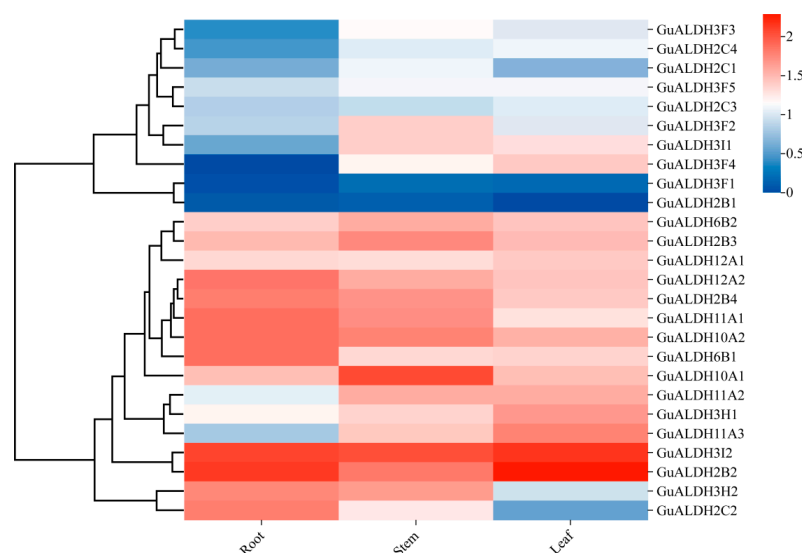 GuALDH3F3
GuALDH2C4
GuALDH2C1
GuALDH3F5
GuALDH2C3
GuALDH3F2
GuALDH3I1
GuALDH3F4
GuALDH3F1
GuALDH2B1
GuALDH6B2
GuALDH2B3
GuALDH12A1
GuALDH12A2
GuALDH2B4
GuALDH11A1
GuALDH10A2
GuALDH6B1
GuALDH10A1
GuALDH11A2
GuALDH3H1
GuALDH11A3
GuALDH3I2
GuALDH2B2
GuALDH3H2
GuALDH2C2
2
1.5
1
0.5
0
Root
Stem
Leaf